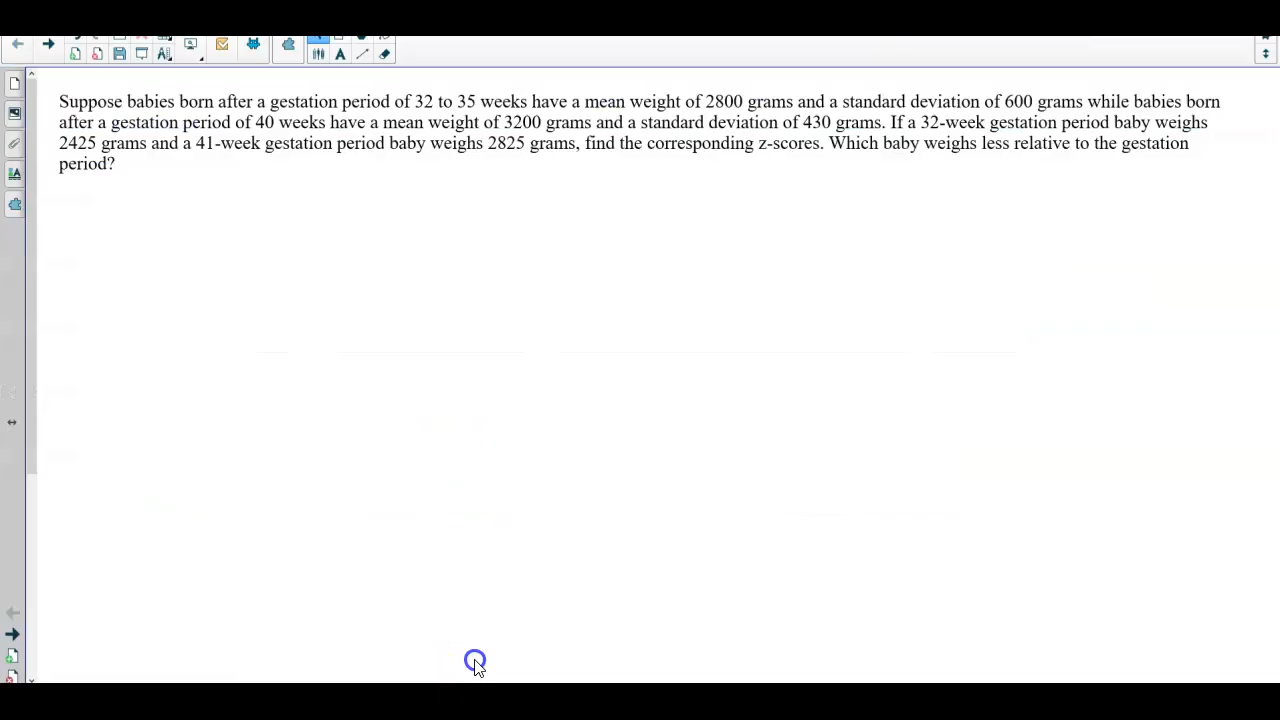 Suppose babies born after a gestation period of 32 to 35 weeks have a mean weight of 2800 grams and a standard deviation of 600 grams while babies born
after a gestation period of 40 weeks have a mean weight of 3200 grams and a standard deviation of 430 grams. If a 32-week gestation period baby weighs
2425 grams and a 41-week gestation period baby weighs 2825 grams, find the corresponding z-scores. Which baby weighs less relative to the gestation
period?